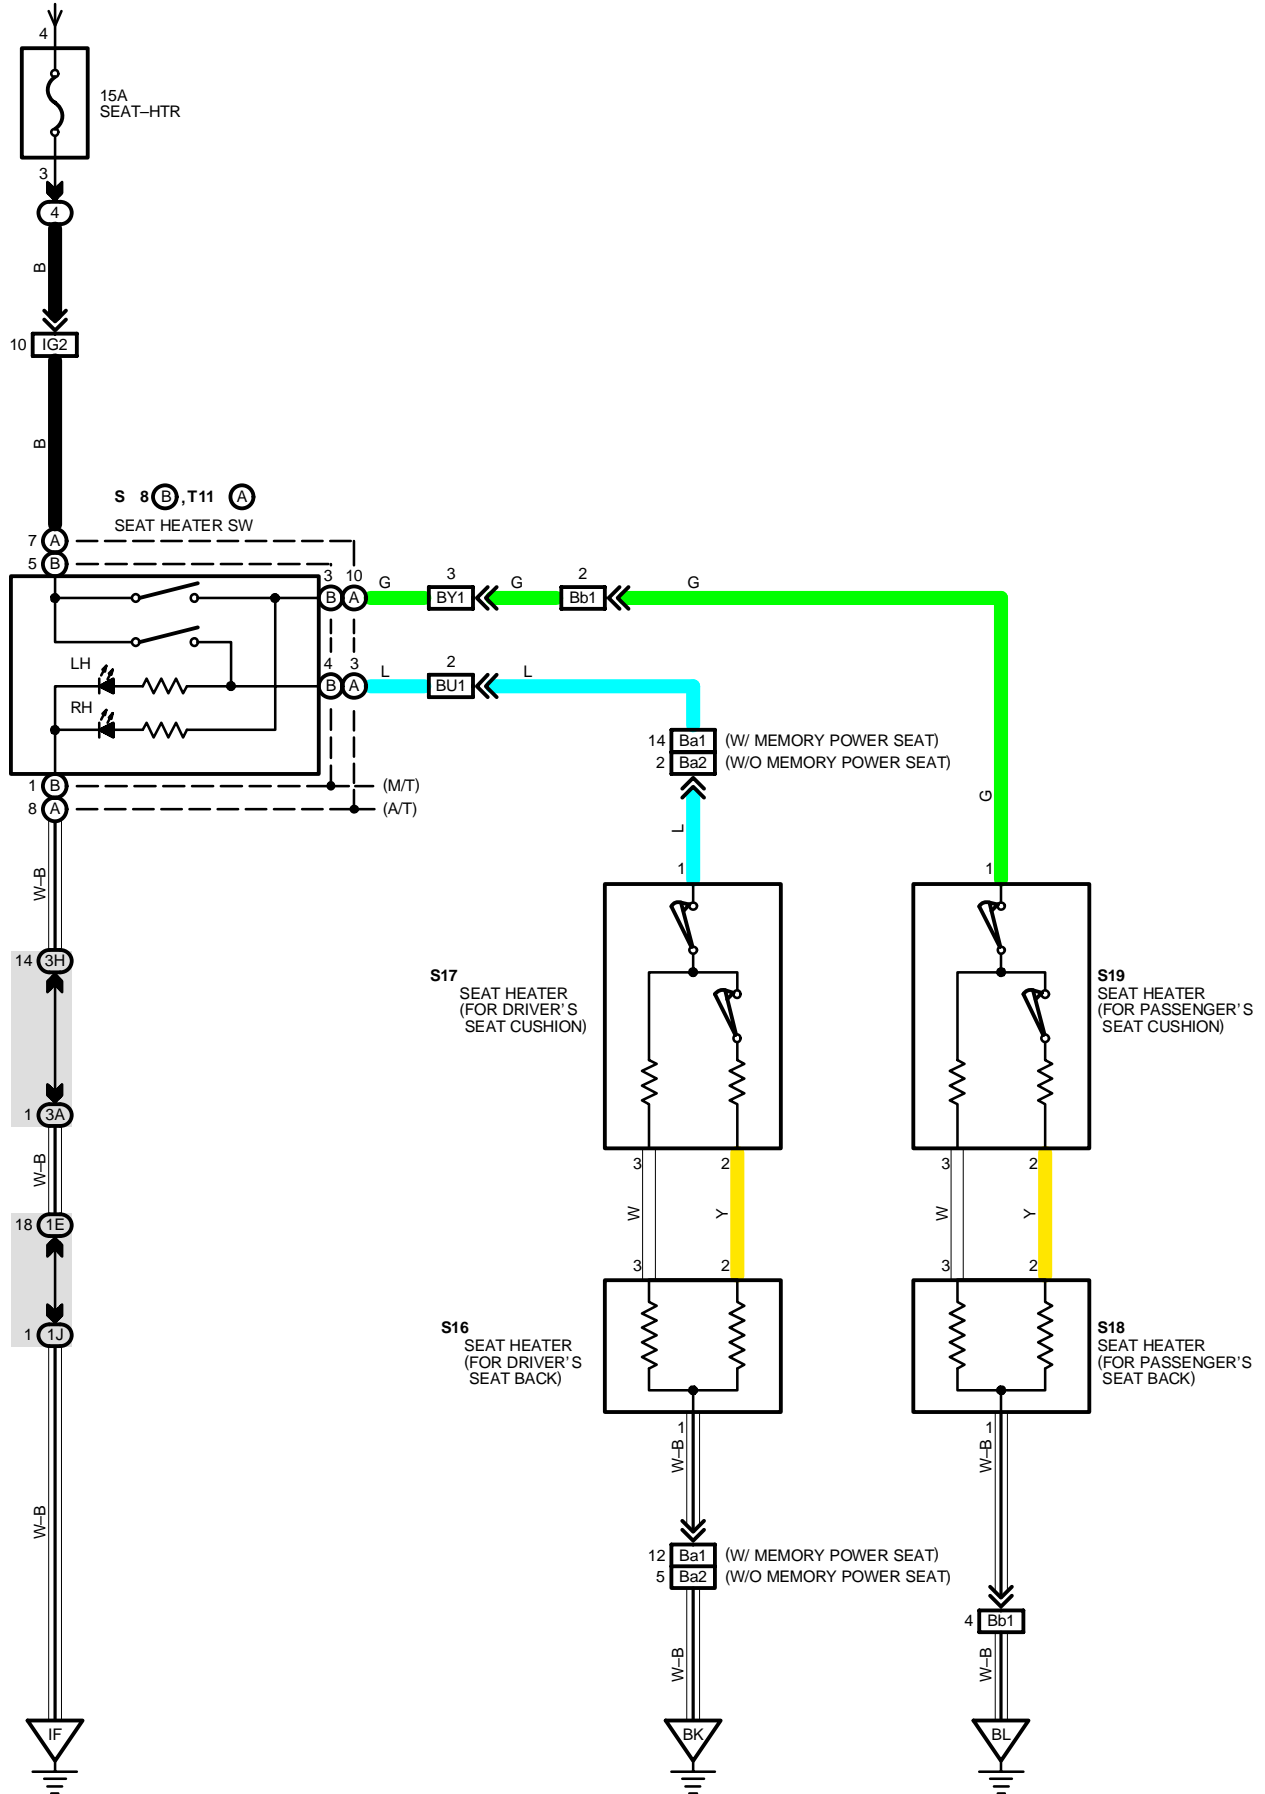 4
15A
SEAT–HTR
3
4
B
10 IG2
B
S 8 B , T11 A
SEAT HEATER SW
7 A
5 B
3 10
B A
G
3
BY1
G
2
Bb1
G
LH
RH
4 3
B A
L
2
BU1
L
14 Ba1 (W/ MEMORY POWER SEAT)
2 Ba2 (W/O MEMORY POWER SEAT)
1 B (M/T)
8 A (A/T)
L
G
W–B
1
1
14 3H
S17
SEAT HEATER
(FOR DRIVER'S
SEAT CUSHION)
S19
SEAT HEATER
(FOR PASSENGER'S
SEAT CUSHION)
1 3A
W–B
3 2
3 2
W Y
W Y
18 1E
3 2
3 2
1 1J
S16
SEAT HEATER
(FOR DRIVER'S
SEAT BACK)
S18
SEAT HEATER
(FOR PASSENGER'S
SEAT BACK)
1
1
W–B
W–B
W–B
12 Ba1 (W/ MEMORY POWER SEAT)
5 Ba2 (W/O MEMORY POWER SEAT)
4 Bb1
W–B
W–B
IF
BK
BL